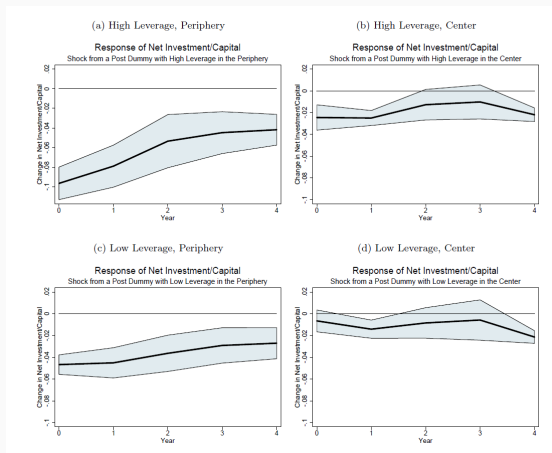 (a) High Leverage, Periphery
Response of Net Investment/Capital
Shock from a Post Dummy with High Leverage in the Periphery
Change in Net Investment/Capital
.02
0
-.02
-.04
-.06
-.08
-.1
0 1 2 3 4
Year
(b) High Leverage, Center
Response of Net Investment/Capital
Shock from a Post Dummy with High Leverage in the Center
Change in Net Investment/Capital
.02
0
-.02
-.04
-.06
-.08
-.1
0 1 2 3 4
Year
(c) Low Leverage, Periphery
Response of Net Investment/Capital
Shock from a Post Dummy with Low Leverage in the Periphery
Change in Net Investment/Capital
.02
0
-.02
-.04
-.06
-.08
-.1
0 1 2 3 4
Year
(d) Low Leverage, Center
Response of Net Investment/Capital
Shock from a Post Dummy with Low Leverage in the Center
Change in Net Investment/Capital
.02
0
-.02
-.04
-.06
-.08
-.1
0 1 2 3 4
Year